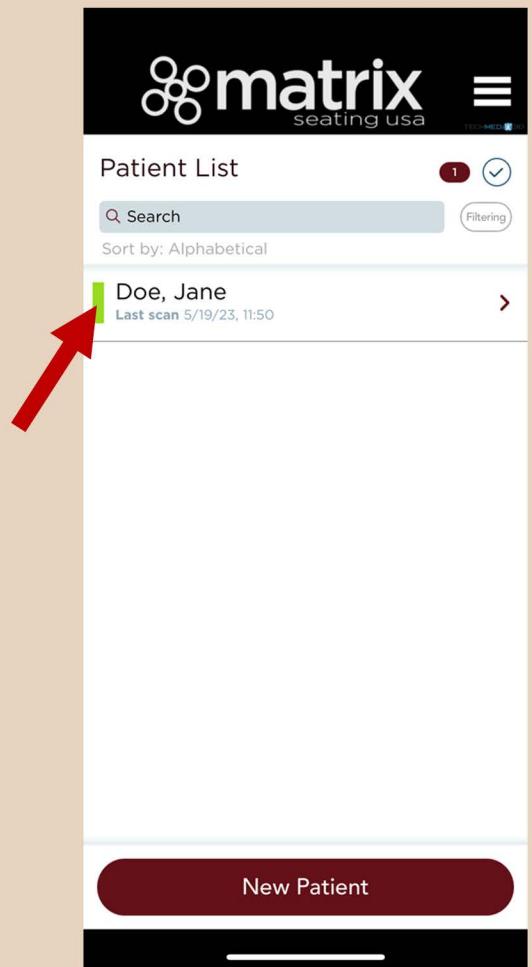 matrix
seating usa
TECHMED3D
Patient List
1
Search
Filtering
Sort by: Alphabetical
Doe, Jane
Last scan 5/19/23, 11:50
New Patient